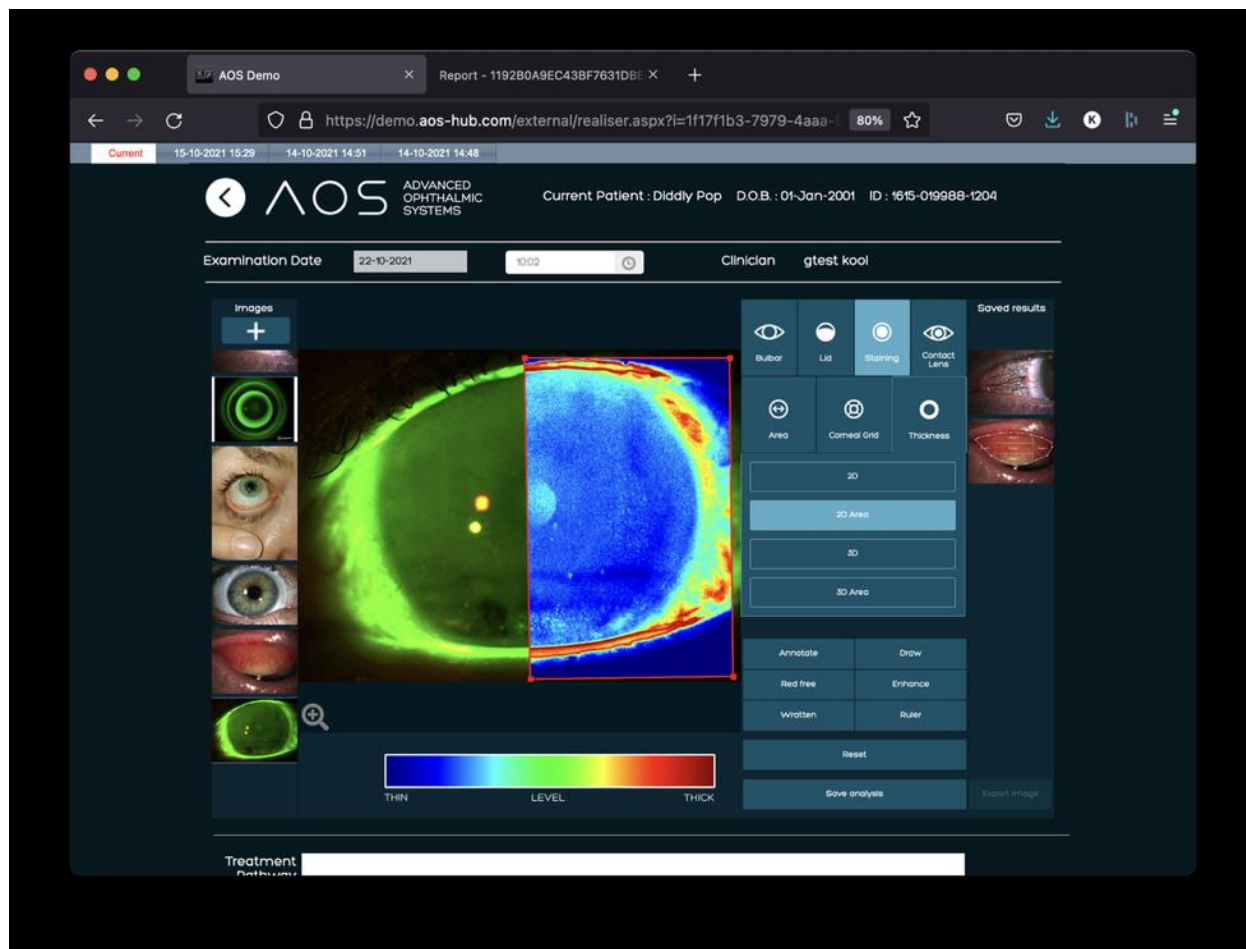 AOS Demo
Report - 1192B0A9EC43BF7631DBE
https://demo.aos-hub.com/external/realiser.aspx?i=1f17f1b3-7979-4aaa-
80%
K
Current 15-10-2021 15:29 14-10-2021 14:51 14-10-2021 14:48
AOS ADVANCED
OPHTHALMIC
SYSTEMS
Current Patient : Diddly Pop D.O.B. : 01-Jan-2001 ID : 1615-019988-1204
Examination Date 22-10-2021 10:02 Clinician gtest kool
Images
Saved results
Bulbar Lid Staining Contact
Lens
Area Corneal Grid Thickness
2D
2D Area
3D
3D Area
Annotate Draw
Red free Enhance
Wratten Ruler
Reset
Save analysis
Export Image
THIN LEVEL THICK
Treatment
Pathway